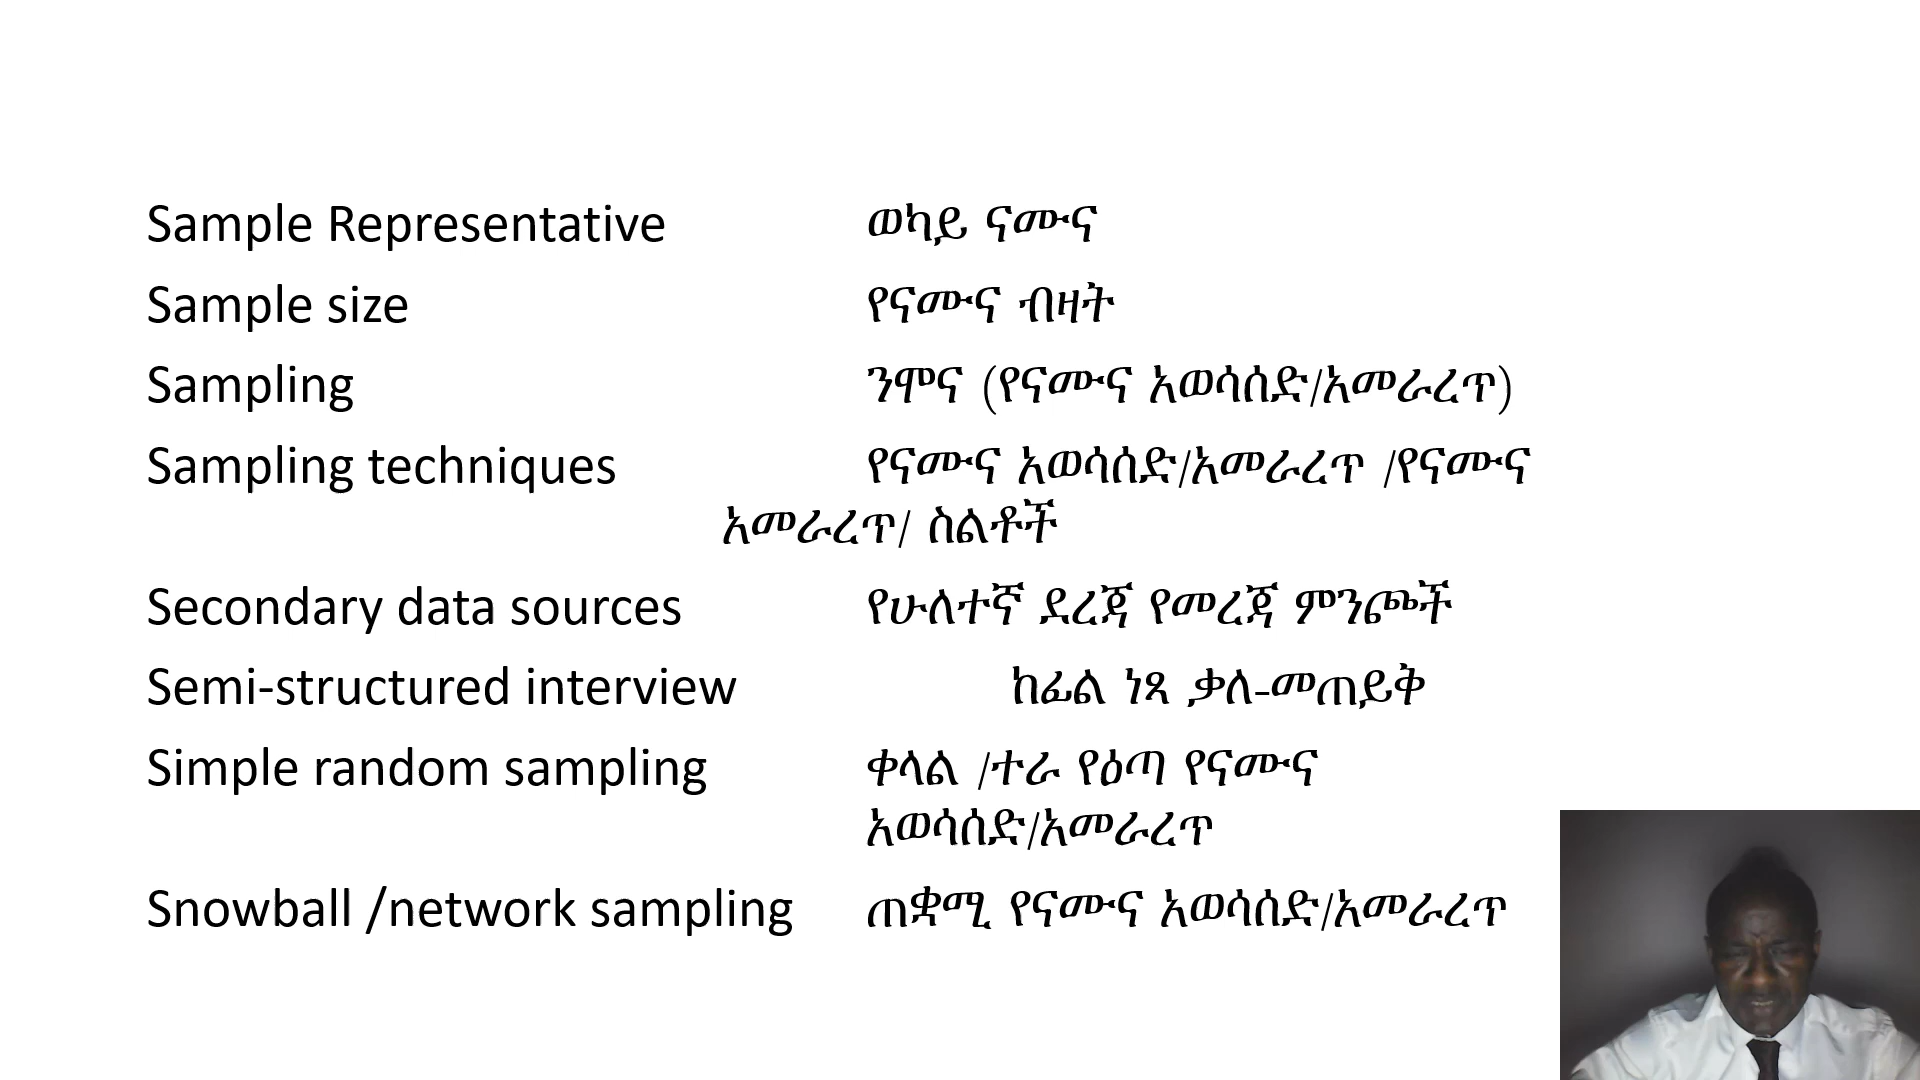 Sample Representative ወካይ ናሙና
Sample size የናሙና ብዛት
Sampling ንሞና (የናሙና አወሳሰድ/አመራረጥ)
Sampling techniques የናሙና አወሳሰድ/አመራረጥ /የናሙና
አመራረጥ/ ስልቶች
Secondary data sources የሁለተኛ ደረጃ የመረጃ ምንጮች
Semi-structured interview ከፊል ነጻ ቃለ-መጠይቅ
Simple random sampling ቀላል /ተራ የዕጣ የናሙና
አወሳሰድ/አመራረጥ
Snowball /network sampling ጠቋሚ የናሙና አወሳሰድ/አመራረጥ